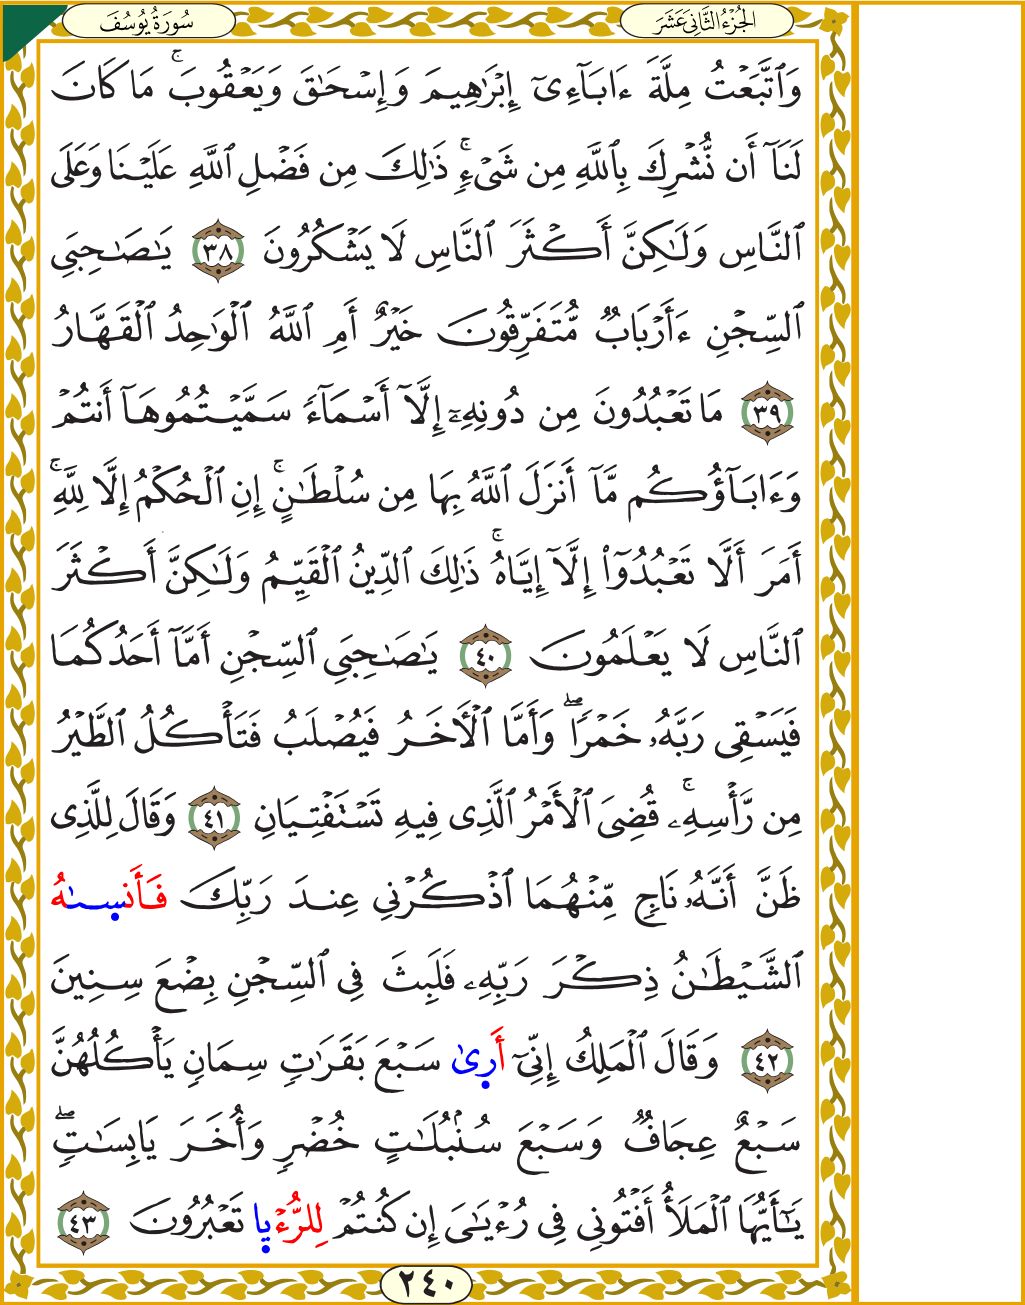 الجُزْءُ الثَّانِيَ عَشَرَ
سُورَةُ يُوسُفَ
وَٱتَّبَعْتُ مِلَّةَ ءَابَآءِىٓ إِبْرَٰهِيمَ وَإِسْحَٰقَ وَيَعْقُوبَ ۚ مَا كَانَ
لَنَآ أَن نُّشْرِكَ بِٱللَّهِ مِن شَىْءٍ ۚ ذَٰلِكَ مِن فَضْلِ ٱللَّهِ عَلَيْنَا وَعَلَى
ٱلنَّاسِ وَلَٰكِنَّ أَكْثَرَ ٱلنَّاسِ لَا يَشْكُرُونَ ٣٨ يَٰصَٰحِبَىِ
ٱلسِّجْنِ ءَأَرْبَابٌ مُّتَفَرِّقُونَ خَيْرٌ أَمِ ٱللَّهُ ٱلْوَٰحِدُ ٱلْقَهَّارُ
٣٩ مَا تَعْبُدُونَ مِن دُونِهِۦٓ إِلَّآ أَسْمَآءً سَمَّيْتُمُوهَآ أَنتُمْ
وَءَابَآؤُكُم مَّآ أَنزَلَ ٱللَّهُ بِهَا مِن سُلْطَٰنٍ ۚ إِنِ ٱلْحُكْمُ إِلَّا لِلَّهِ ۚ
أَمَرَ أَلَّا تَعْبُدُوٓا۟ إِلَّآ إِيَّاهُ ۚ ذَٰلِكَ ٱلدِّينُ ٱلْقَيِّمُ وَلَٰكِنَّ أَكْثَرَ
ٱلنَّاسِ لَا يَعْلَمُونَ ٤٠ يَٰصَٰحِبَىِ ٱلسِّجْنِ أَمَّآ أَحَدُكُمَا
فَيَسْقِى رَبَّهُۥ خَمْرًا ۖ وَأَمَّا ٱلْأَخَرُ فَيُصْلَبُ فَتَأْكُلُ ٱلطَّيْرُ
مِن رَّأْسِهِۦ ۚ قُضِىَ ٱلْأَمْرُ ٱلَّذِى فِيهِ تَسْتَفْتِيَانِ ٤١ وَقَالَ لِلَّذِى
ظَنَّ أَنَّهُۥ نَاجٍ مِّنْهُمَا ٱذْكُرْنِى عِندَ رَبِّكَ فَأَنسىٰهُ
ٱلشَّيْطَٰنُ ذِكْرَ رَبِّهِۦ فَلَبِثَ فِى ٱلسِّجْنِ بِضْعَ سِنِينَ
٤٢ وَقَالَ ٱلْمَلِكُ إِنِّىٓ أَرىٰ سَبْعَ بَقَرَٰتٍ سِمَانٍ يَأْكُلُهُنَّ
سَبْعٌ عِجَافٌ وَسَبْعَ سُنۢبُلَٰتٍ خُضْرٍ وَأُخَرَ يَابِسَٰتٍ ۖ
يَٰٓأَيُّهَا ٱلْمَلَأُ أَفْتُونِى فِى رُءْيَٰىَ إِن كُنتُمْ لِلرُّءْيا تَعْبُرُونَ ٤٣
٢٤٠